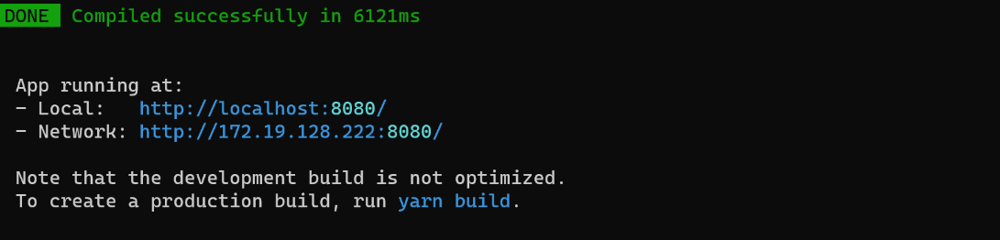 DONE Compiled successfully in 6121ms
App running at:
- Local: http://localhost:8080/
- Network: http://172.19.128.222:8080/
Note that the development build is not optimized.
To create a production build, run yarn build.